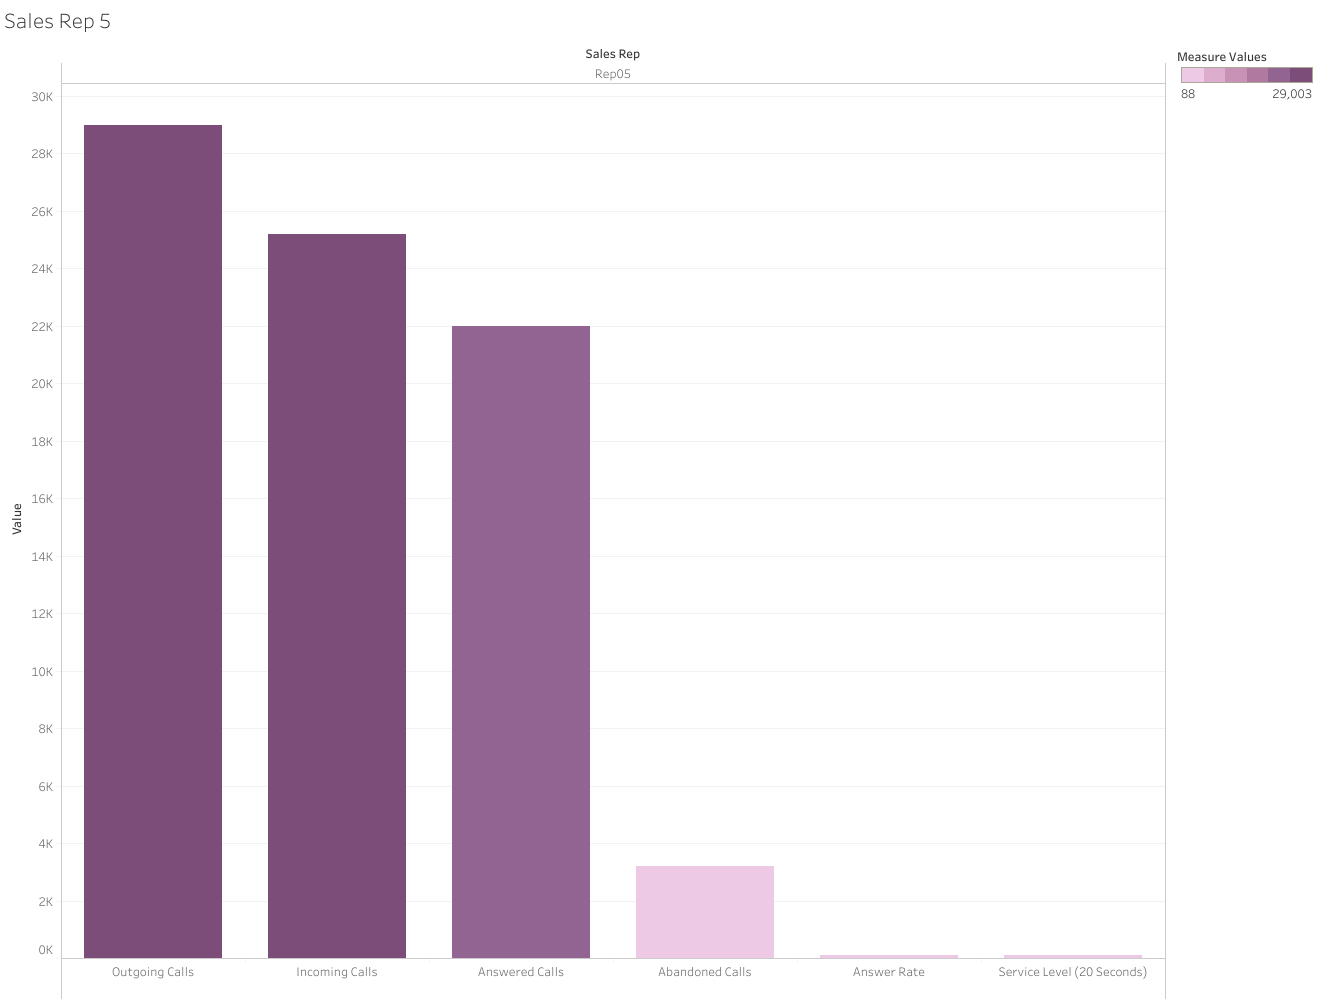 Sales Rep 5
Sales Rep
Rep05
Measure Values
88 29,003
30K
28K
26K
24K
22K
20K
18K
16K
14K
12K
10K
8K
6K
4K
2K
0K
Value
Outgoing Calls Incoming Calls Answered Calls Abandoned Calls Answer Rate Service Level (20 Seconds)